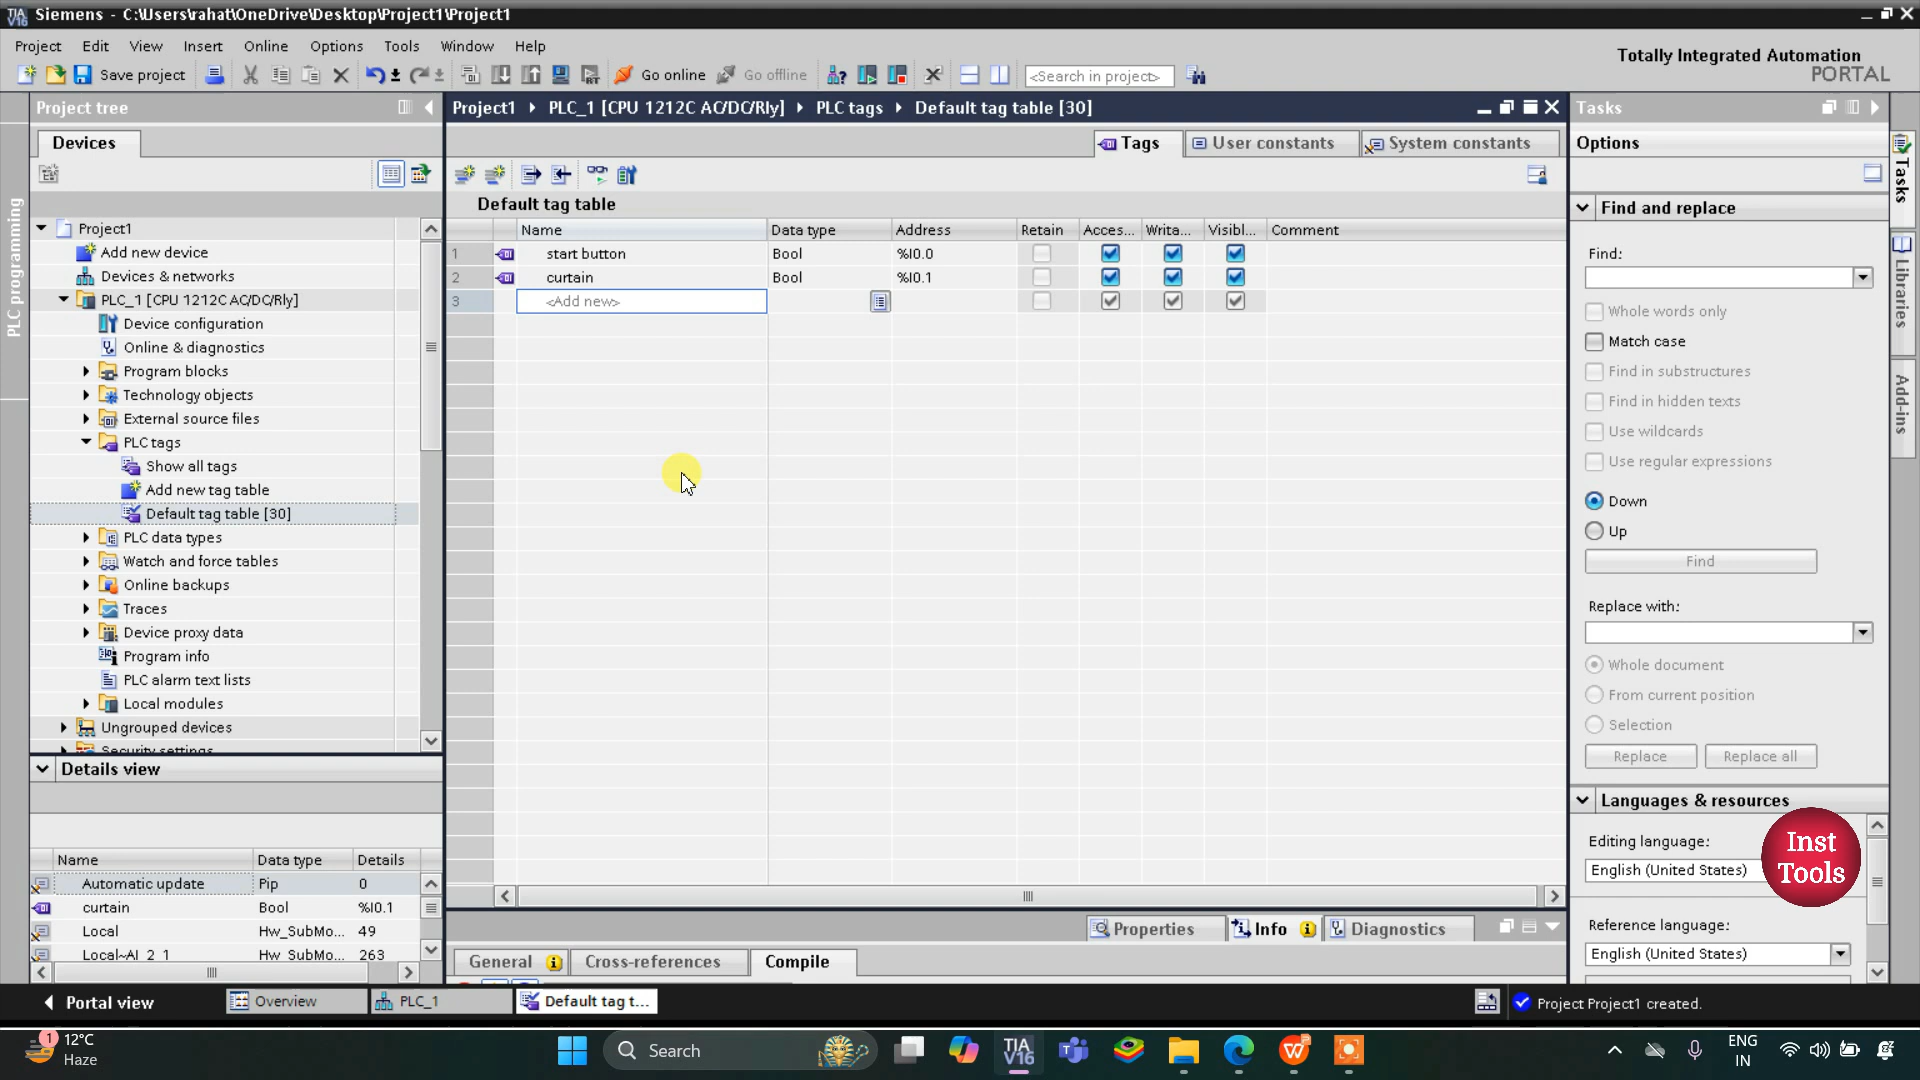 Siemens - C:\Users\rahat\OneDrive\Desktop\Project1\Project1
Project Edit View Insert Online Options Tools Window Help
Totally Integrated Automation
PORTAL
Save project
Go online
Go offline
<Search in project>
Project tree
Project1 PLC_1 [CPU 1212C AC/DC/Rly] PLC tags Default tag table [30]
Tasks
Devices
Tags
User constants
System constants
Options
PLC programming
Default tag table
Find and replace
Name Data type Address Retain Acces... Writa... Visibl... Comment
1 start button Bool %I0.0
2 curtain Bool %I0.1
3 <Add new>
Project1
Add new device
Devices & networks
PLC_1 [CPU 1212C AC/DC/Rly]
Device configuration
Online & diagnostics
Program blocks
Technology objects
External source files
PLC tags
Show all tags
Add new tag table
Default tag table [30]
PLC data types
Watch and force tables
Online backups
Traces
Device proxy data
Program info
PLC alarm text lists
Local modules
Ungrouped devices
Security settings
Find:
Whole words only
Match case
Find in substructures
Find in hidden texts
Use wildcards
Use regular expressions
Down
Up
Find
Replace with:
Whole document
From current position
Selection
Replace
Replace all
Languages & resources
Editing language:
English (United States)
Reference language:
English (United States)
Tasks
Libraries
Add-ins
Inst
Tools
Details view
Name Data type Details
Automatic update Pip 0
curtain Bool %I0.1
Local Hw_SubMo... 49
Local~AI_2_1 Hw_SubMo... 263
Properties
Info
Diagnostics
General
Cross-references
Compile
Portal view
Overview
PLC_1
Default tag t...
Project Project1 created.
1
12°C
Haze
Search
TIA
V16
ENG
IN